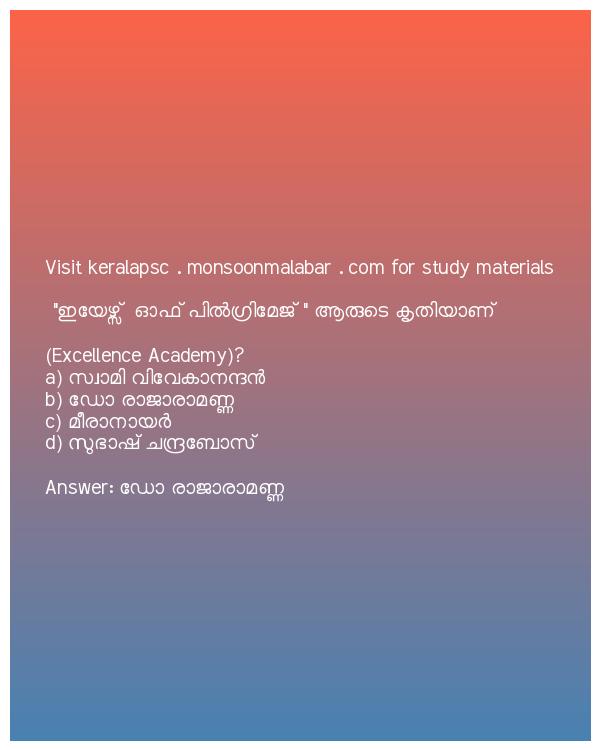 Visit keralapsc . monsoonmalabar . com for study materials
"ഇയേഴ്സ് ഓഫ് പിൽഗ്രിമേജ് " ആരുടെ കൃതിയാണ്
(Excellence Academy)?
a) സ്വാമി വിവേകാനന്ദൻ
b) ഡോ രാജാരാമണ്ണ
c) മീരാനായർ
d) സുഭാഷ് ചന്ദ്രബോസ്
Answer: ഡോ രാജാരാമണ്ണ